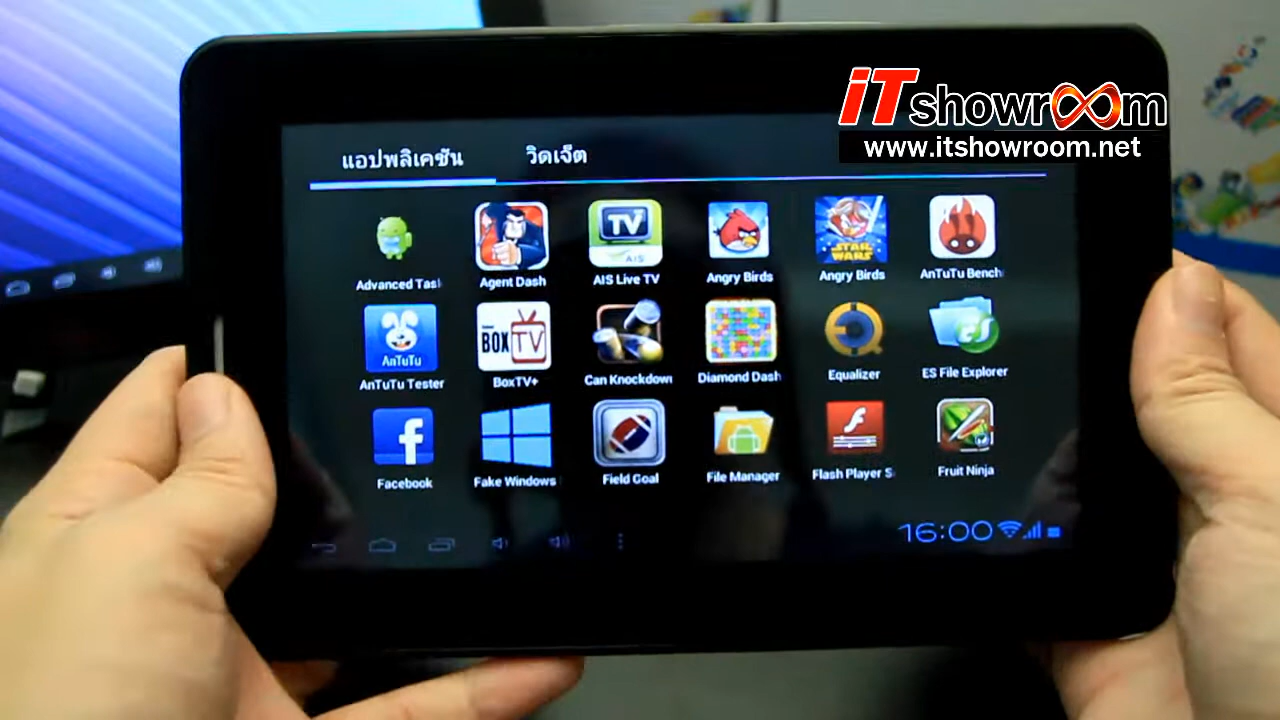 iTshowroom
www.itshowroom.net
แอปพลิเคชัน วิดเจ็ต
TV
AIS
STAR WARS
Advanced Tas
Agent Dash
AIS Live TV
Angry Birds
Angry Birds
AnTuTu Bench
AnTuTu
BOX TV
EQ
ES
AnTuTu Tester
BoxTV+
Can Knockdown
Diamond Dash
Equalizer
ES File Explorer
f
Facebook
Fake Windows
Field Goal
File Manager
Flash Player S
Fruit Ninja
16:00